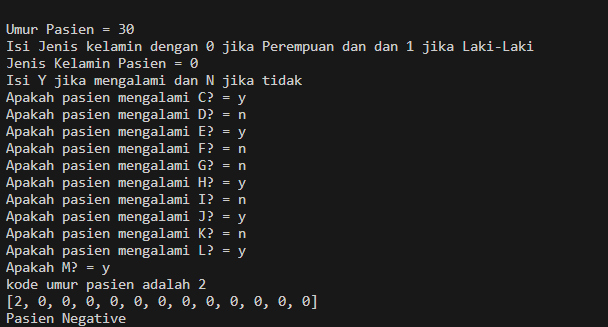 Umur Pasien = 30
Isi Jenis kelamin dengan 0 jika Perempuan dan dan 1 jika Laki-Laki
Jenis Kelamin Pasien = 0
Isi Y jika mengalami dan N jika tidak
Apakah pasien mengalami C? = y
Apakah pasien mengalami D? = n
Apakah pasien mengalami E? = y
Apakah pasien mengalami F? = n
Apakah pasien mengalami G? = n
Apakah pasien mengalami H? = y
Apakah pasien mengalami I? = n
Apakah pasien mengalami J? = y
Apakah pasien mengalami K? = n
Apakah pasien mengalami L? = y
Apakah M? = y
kode umur pasien adalah 2
[2, 0, 0, 0, 0, 0, 0, 0, 0, 0, 0, 0, 0]
Pasien Negative